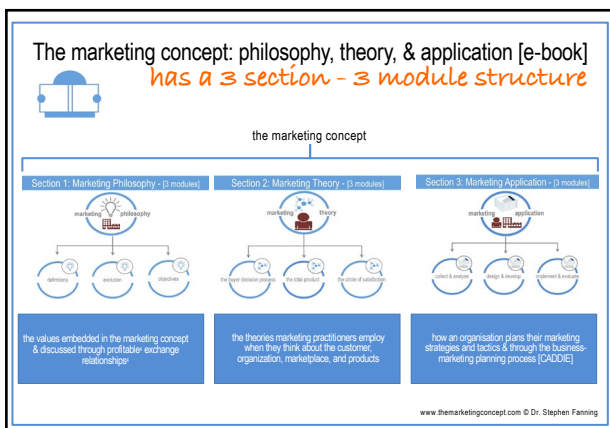 The marketing concept: philosophy, theory, & application [e-book]
has a 3 section - 3 module structure
the marketing concept
Section 1: Marketing Philosophy - [3 modules]
Section 2: Marketing Theory - [3 modules]
Section 3: Marketing Application - [3 modules]
marketing philosophy
marketing theory
marketing application
definitions
evolution
objectives
the buyer decision process
the total product
the circle of satisfaction
collect & analyse
design & develop
implement & evaluate
the values embedded in the marketing concept
& discussed through profitable exchange
relationships
the theories marketing practitioners employ
when they think about the customer,
organization, marketplace, and products
how an organisation plans their marketing
strategies and tactics & through the business-
marketing planning process [CADDIE]
www.themarketingconcept.com © Dr. Stephen Fanning